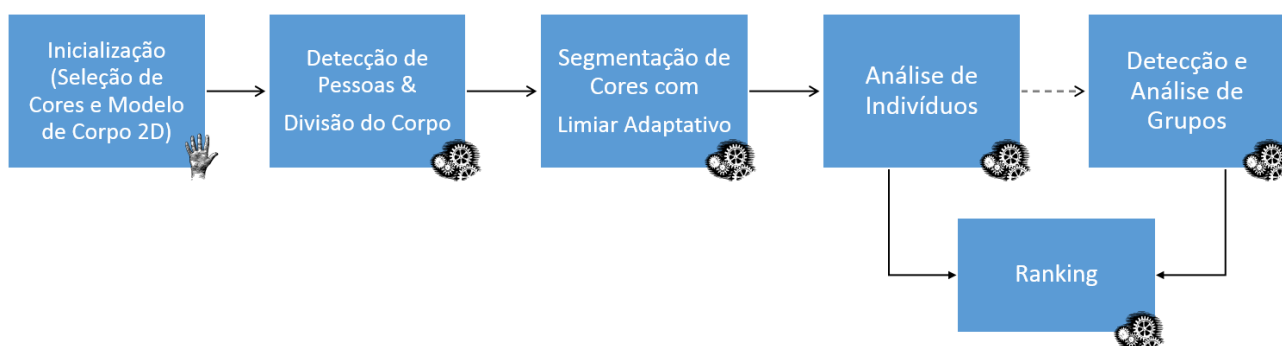 Inicialização
(Seleção de
Cores e Modelo
de Corpo 2D)
Detecção de
Pessoas &
Divisão do Corpo
Segmentação de
Cores com
Limiar Adaptativo
Análise de
Indivíduos
Detecção e
Análise de
Grupos
Ranking